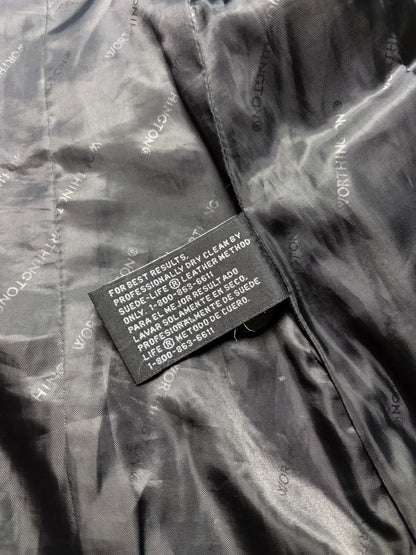 WORTHINGTON®
WORTHINGTON®
WORTHINGTON®
WORTHINGTON®
FOR BEST RESULTS,
PROFESSIONALLY DRY CLEAN BY
SUEDE-LIFE ® LEATHER METHOD
ONLY. 1-800-863-6611
PARA EL MEJOR RESULTADO
LAVAR SOLAMENTE EN SECO.
PROFESIONALMENTE DE SUEDE
LIFE ® METODO DE CUERO.
1-800-863-6611